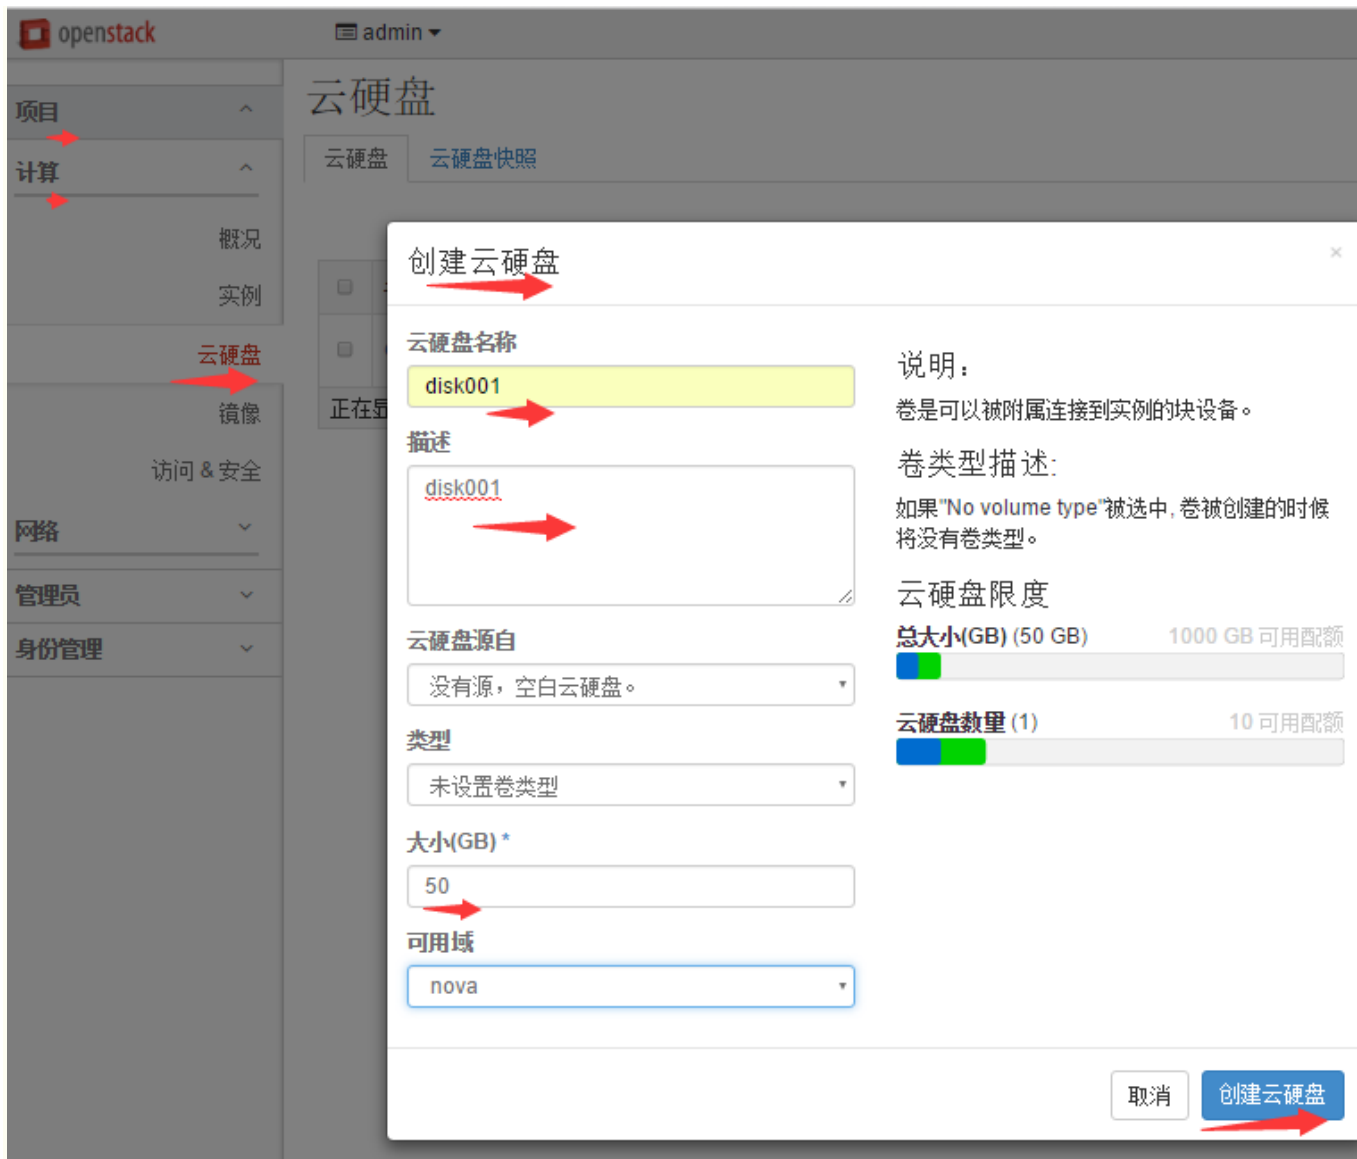 openstack
admin
项目
计算
概况
实例
云硬盘
镜像
访问 & 安全
网络
管理员
身份管理
云硬盘
云硬盘 云硬盘快照
正在显
创建云硬盘
×
云硬盘名称
disk001
描述
disk001
云硬盘源自
没有源，空白云硬盘。
类型
未设置卷类型
大小(GB) *
50
可用域
nova
说明：
卷是可以被附属连接到实例的块设备。
卷类型描述:
如果"No volume type"被选中, 卷被创建的时候
将没有卷类型。
云硬盘限度
总大小(GB) (50 GB) 1000 GB 可用配额
云硬盘数量 (1) 10 可用配额
取消 创建云硬盘